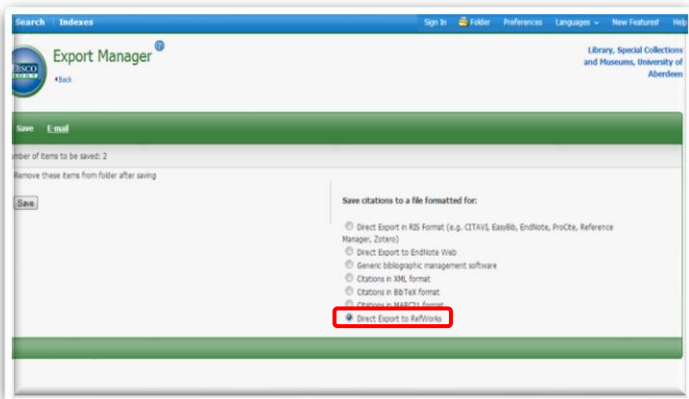 Search Indexes Sign In Folder Preferences Languages New Features! Help
Export Manager
Back
Library, Special Collections
and Museums, University of
Aberdeen
Save E-mail
mber of items to be saved: 2
Remove these items from folder after saving
Save
Save citations to a file formatted for:
Direct Export in RIS Format (e.g. CITAVI, EasyBib, EndNote, ProCite, Reference
Manager, Zotero)
Direct Export to EndNote Web
Generic bibliographic management software
Citations in XML format
Citations in BibTeX format
Citations in MARC21 format
Direct Export to RefWorks